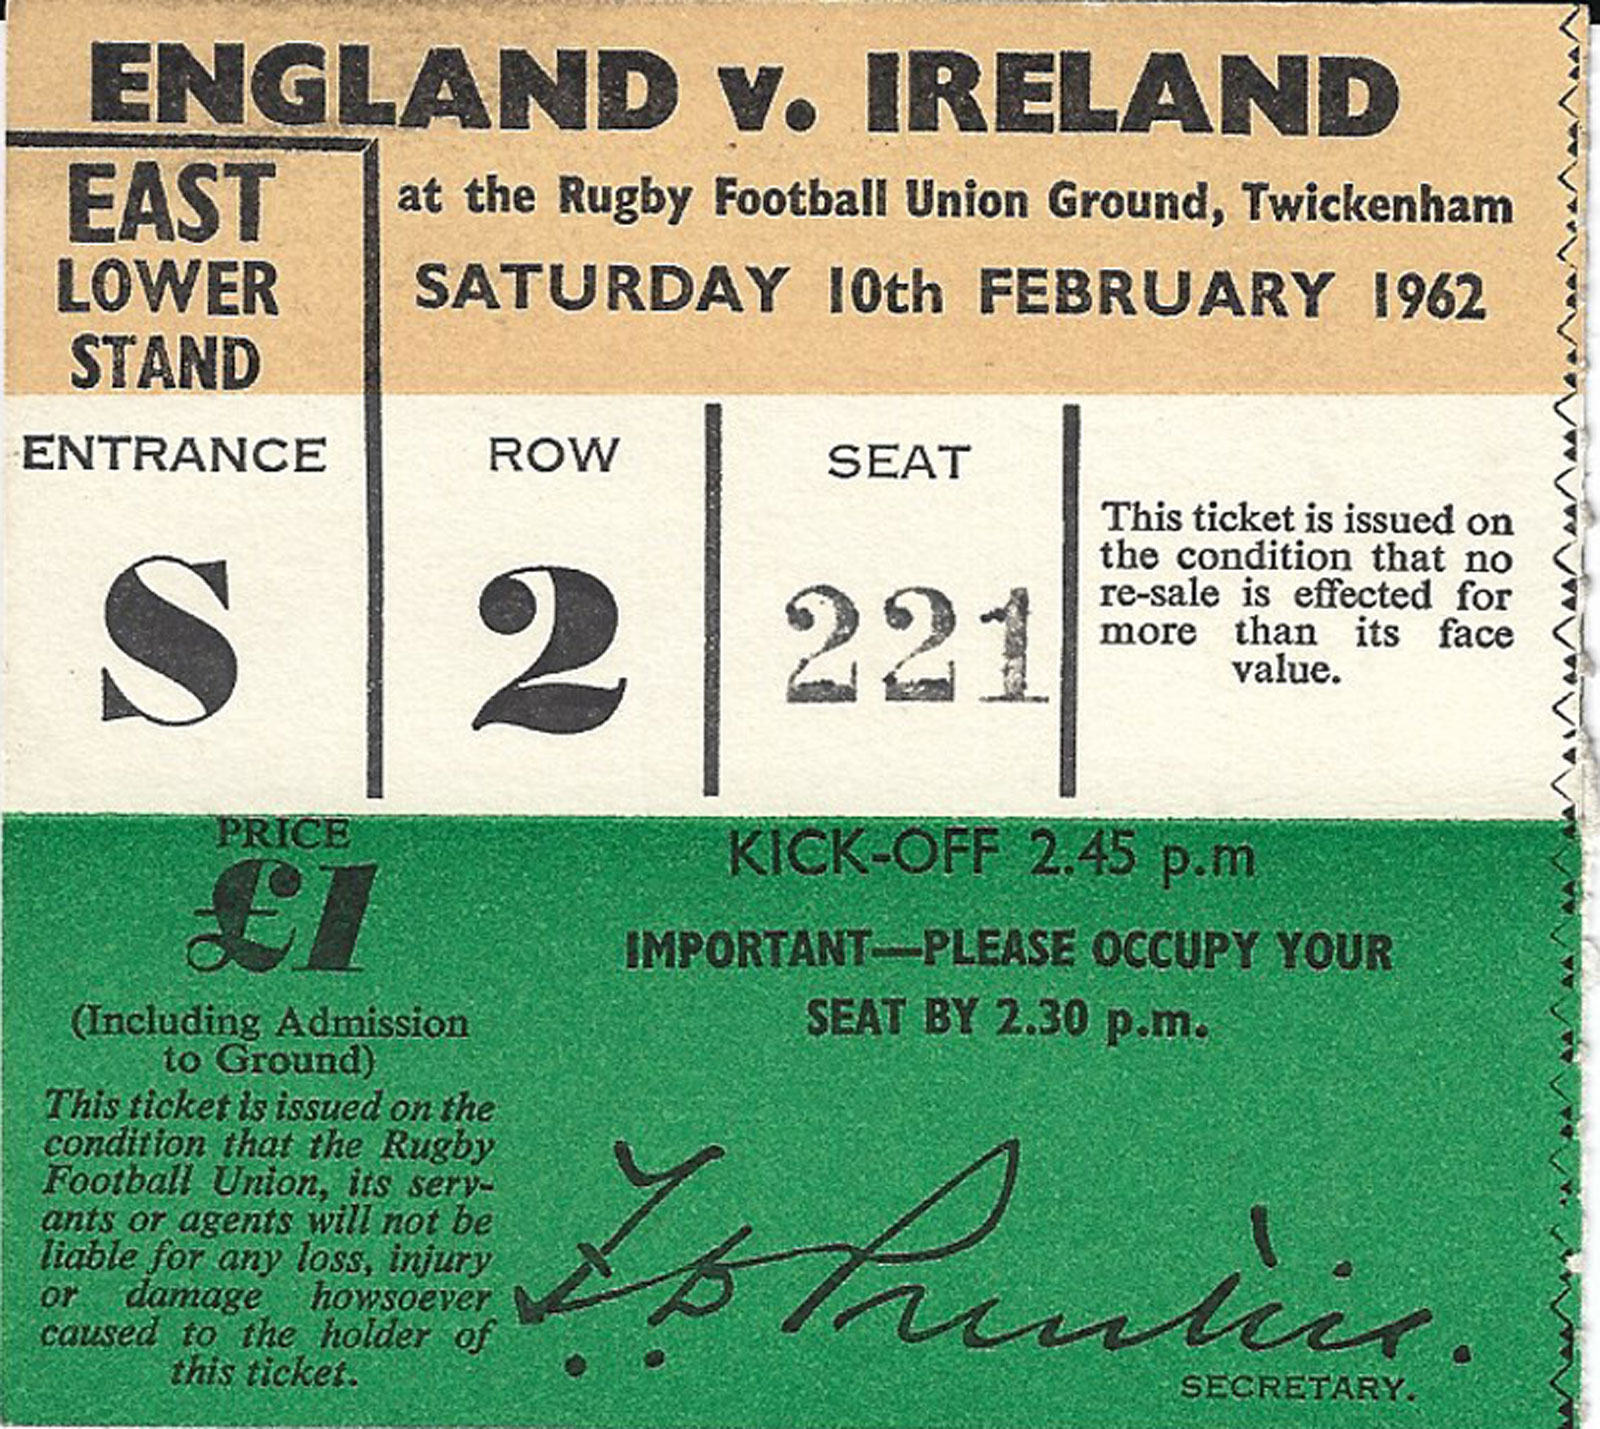 ENGLAND v. IRELAND
EAST
LOWER
STAND
at the Rugby Football Union Ground, Twickenham
SATURDAY 10th FEBRUARY 1962
ENTRANCE
S
ROW
2
SEAT
221
This ticket is issued on
the condition that no
re-sale is effected for
more than its face
value.
PRICE
£1
(Including Admission
to Ground)
This ticket is issued on the
condition that the Rugby
Football Union, its serv-
ants or agents will not be
liable for any loss, injury
or damage howsoever
caused to the holder of
this ticket.
KICK-OFF 2.45 p.m
IMPORTANT—PLEASE OCCUPY YOUR
SEAT BY 2.30 p.m.
SECRETARY.